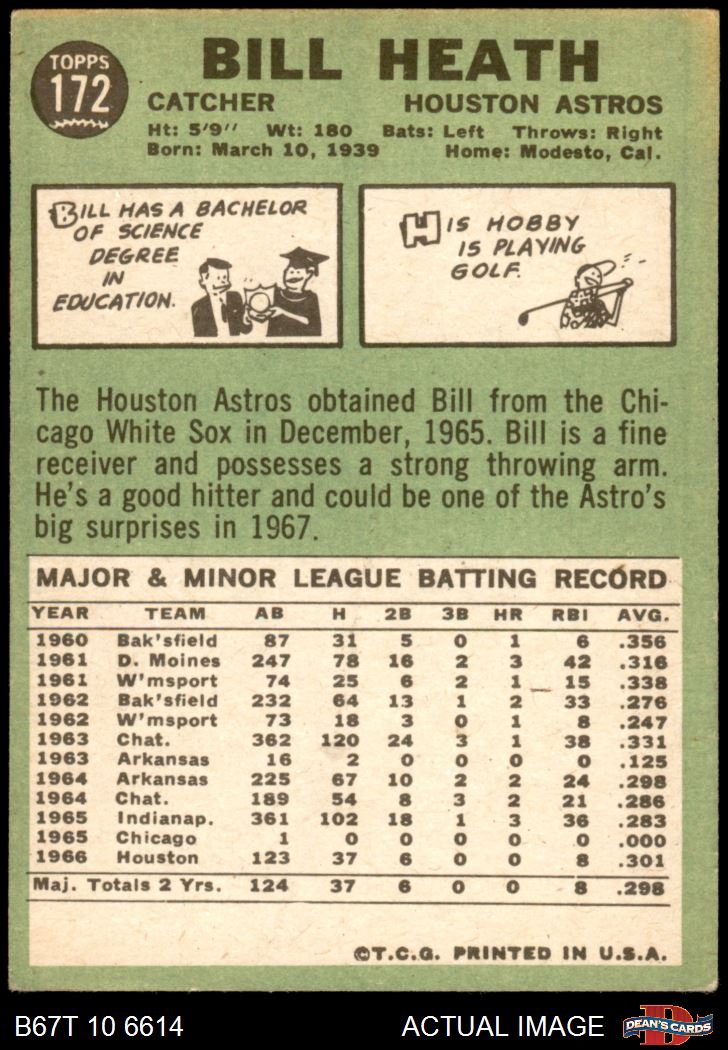 TOPPS
172
BILL HEATH
CATCHER HOUSTON ASTROS
Ht: 5'9" Wt: 180 Bats: Left Throws: Right
Born: March 10, 1939 Home: Modesto, Cal.
BILL HAS A BACHELOR
OF SCIENCE
DEGREE
IN
EDUCATION.
HIS HOBBY
IS PLAYING
GOLF.
The Houston Astros obtained Bill from the Chi-
cago White Sox in December, 1965. Bill is a fine
receiver and possesses a strong throwing arm.
He's a good hitter and could be one of the Astro's
big surprises in 1967.
MAJOR & MINOR LEAGUE BATTING RECORD
YEAR TEAM AB H 2B 3B HR RBI AVG.
1960 Bak'sfield 87 31 5 0 1 6 .356
1961 D. Moines 247 78 16 2 3 42 .316
1961 W'msport 74 25 6 2 1 15 .338
1962 Bak'sfield 232 64 13 1 2 33 .276
1962 W'msport 73 18 3 0 1 8 .247
1963 Chat. 362 120 24 3 1 38 .331
1963 Arkansas 16 2 0 0 0 0 .125
1964 Arkansas 225 67 10 2 2 24 .298
1964 Chat. 189 54 8 3 2 21 .286
1965 Indianap. 361 102 18 1 3 36 .283
1965 Chicago 1 0 0 0 0 0 .000
1966 Houston 123 37 6 0 0 8 .301
Maj. Totals 2 Yrs. 124 37 6 0 0 8 .298
©T.C.G. PRINTED IN U.S.A.
B67T 10 6614 ACTUAL IMAGE
D
DEAN'S CARDS